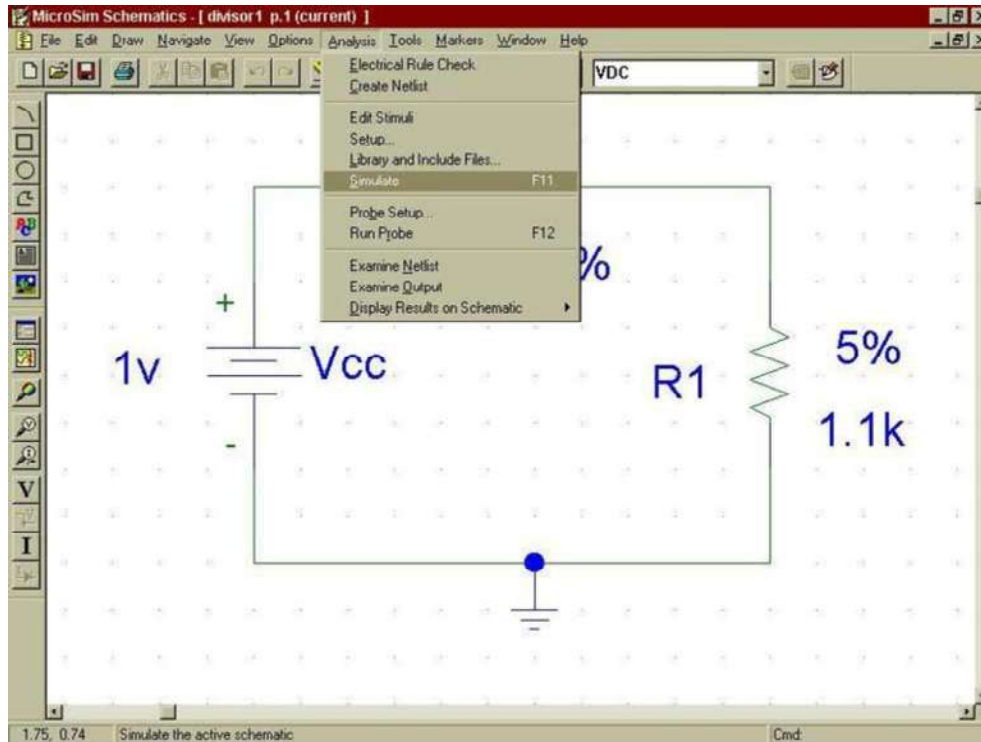 MicroSim Schematics - [ divisor1 p.1 (current) ]
File Edit Draw Navigate View Options Analysis Tools Markers Window Help
VDC
Electrical Rule Check
Create Netlist
Edit Stimuli
Setup...
Library and Include Files...
Simulate F11
Probe Setup...
Run Probe F12
Examine Netlist
Examine Output
Display Results on Schematic
%
+
1v
Vcc
-
R1
5%
1.1k
V
I
1.75, 0.74 Simulate the active schematic Cmd: